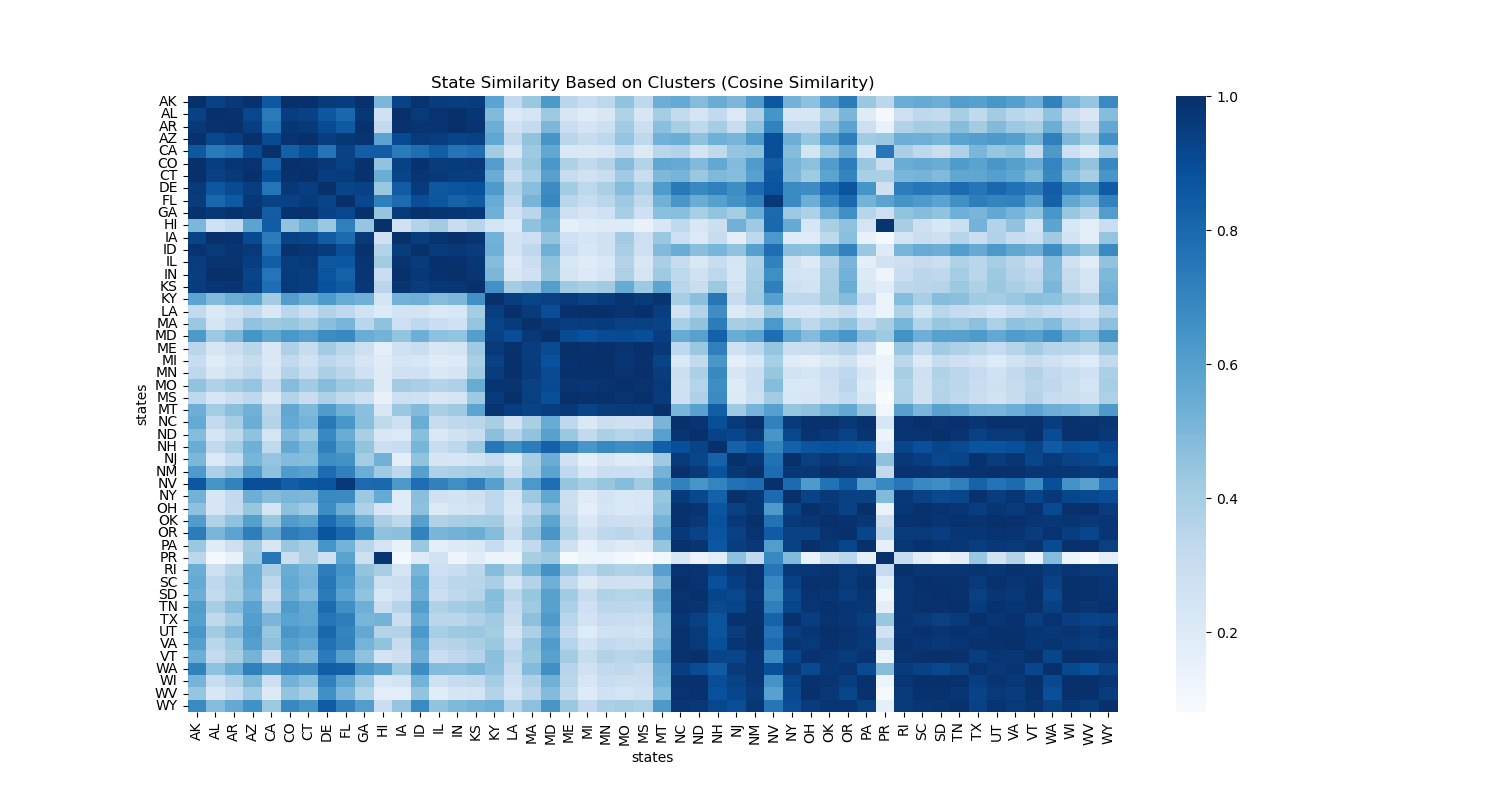 State Similarity Based on Clusters (Cosine Similarity)
states
AK
AL
AR
AZ
CA
CO
CT
DE
FL
GA
HI
IA
ID
IL
IN
KS
KY
LA
MA
MD
ME
MI
MN
MO
MS
MT
NC
ND
NH
NJ
NM
NV
NY
OH
OK
OR
PA
PR
RI
SC
SD
TN
TX
UT
VA
VT
WA
WI
WV
WY
AK AL AR AZ CA CO CT DE FL GA HI IA ID IL IN KS KY LA MA MD ME MI MN MO MS MT NC ND NH NJ NM NV NY OH OK OR PA PR RI SC SD TN TX UT VA VT WA WI WV WY
states
1.0
0.8
0.6
0.4
0.2